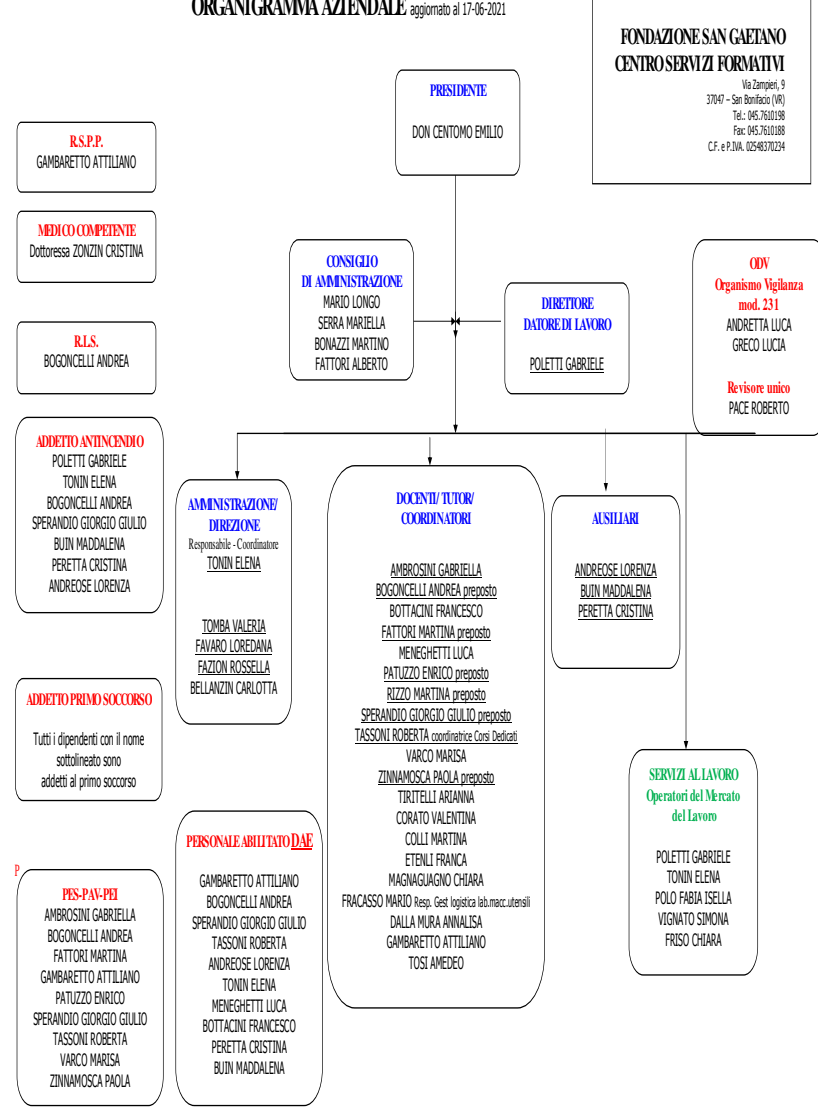 ORGANIGRAMMA AZIENDALE aggiornato al 17-06-2021
FONDAZIONE SAN GAETANO
CENTRO SERVIZI FORMATIVI
Via Zampieri, 9
37047 – San Bonifacio (VR)
Tel.: 045.7610198
Fax: 045.7610188
C.F. e P.IVA. 02548370234
PRESIDENTE
DON CENTOMO EMILIO
R.S.P.P.
GAMBARETTO ATTILIANO
MEDICO COMPETENTE
Dottoressa ZONZIN CRISTINA
CONSIGLIO
DI AMMINISTRAZIONE
MARIO LONGO
SERRA MARIELLA
BONAZZI MARTINO
FATTORI ALBERTO
DIRETTORE
DATORE DI LAVORO
POLETTI GABRIELE
ODV
Organismo Vigilanza
mod. 231
ANDRETTA LUCA
GRECO LUCIA
Revisore unico
PACE ROBERTO
R.L.S.
BOGONCELLI ANDREA
ADDETTO ANTINCENDIO
POLETTI GABRIELE
TONIN ELENA
BOGONCELLI ANDREA
SPERANDIO GIORGIO GIULIO
BUIN MADDALENA
PERETTA CRISTINA
ANDREOSE LORENZA
AMMINISTRAZIONE/
DIREZIONE
Responsabile - Coordinatore
TONIN ELENA
TOMBA VALERIA
FAVARO LOREDANA
FAZION ROSSELLA
BELLANZIN CARLOTTA
DOCENTI/ TUTOR/
COORDINATORI
AMBROSINI GABRIELLA
BOGONCELLI ANDREA preposto
BOTTACINI FRANCESCO
FATTORI MARTINA preposto
MENEGHETTI LUCA
PATUZZO ENRICO preposto
RIZZO MARTINA preposto
SPERANDIO GIORGIO GIULIO preposto
TASSONI ROBERTA coordinatrice Corsi Dedicati
VARCO MARISA
ZINNAMOSCA PAOLA preposto
TIRITELLI ARIANNA
CORATO VALENTINA
COLLI MARTINA
ETENLI FRANCA
MAGNAGUAGNO CHIARA
FRACASSO MARIO Resp. Gest logistica lab.macc.utensili
DALLA MURA ANNALISA
GAMBARETTO ATTILIANO
TOSI AMEDEO
AUSILIARI
ANDREOSE LORENZA
BUIN MADDALENA
PERETTA CRISTINA
ADDETTO PRIMO SOCCORSO
Tutti i dipendenti con il nome
sottolineato sono
addetti al primo soccorso
SERVIZI AL LAVORO
Operatori del Mercato
del Lavoro
POLETTI GABRIELE
TONIN ELENA
POLO FABIA ISELLA
VIGNATO SIMONA
FRISO CHIARA
PERSONALE ABILITATO DAE
GAMBARETTO ATTILIANO
BOGONCELLI ANDREA
SPERANDIO GIORGIO GIULIO
TASSONI ROBERTA
ANDREOSE LORENZA
TONIN ELENA
MENEGHETTI LUCA
BOTTACINI FRANCESCO
PERETTA CRISTINA
BUIN MADDALENA
P
PES-PAV-PEI
AMBROSINI GABRIELLA
BOGONCELLI ANDREA
FATTORI MARTINA
GAMBARETTO ATTILIANO
PATUZZO ENRICO
SPERANDIO GIORGIO GIULIO
TASSONI ROBERTA
VARCO MARISA
ZINNAMOSCA PAOLA